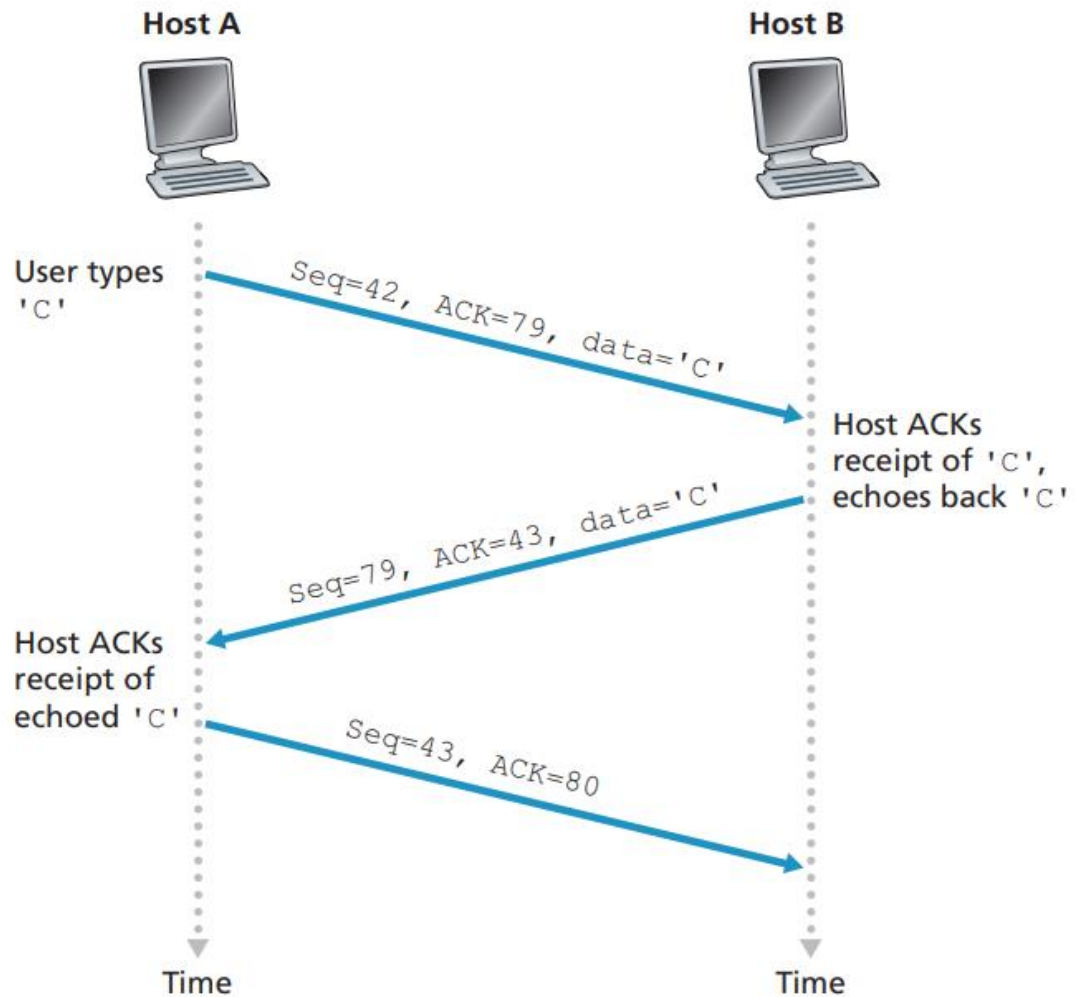 Host A
Host B
User types
'C'
Seq=42, ACK=79, data='C'
Host ACKs
receipt of 'C',
echoes back 'C'
Seq=79, ACK=43, data='C'
Host ACKs
receipt of
echoed 'C'
Seq=43, ACK=80
Time
Time